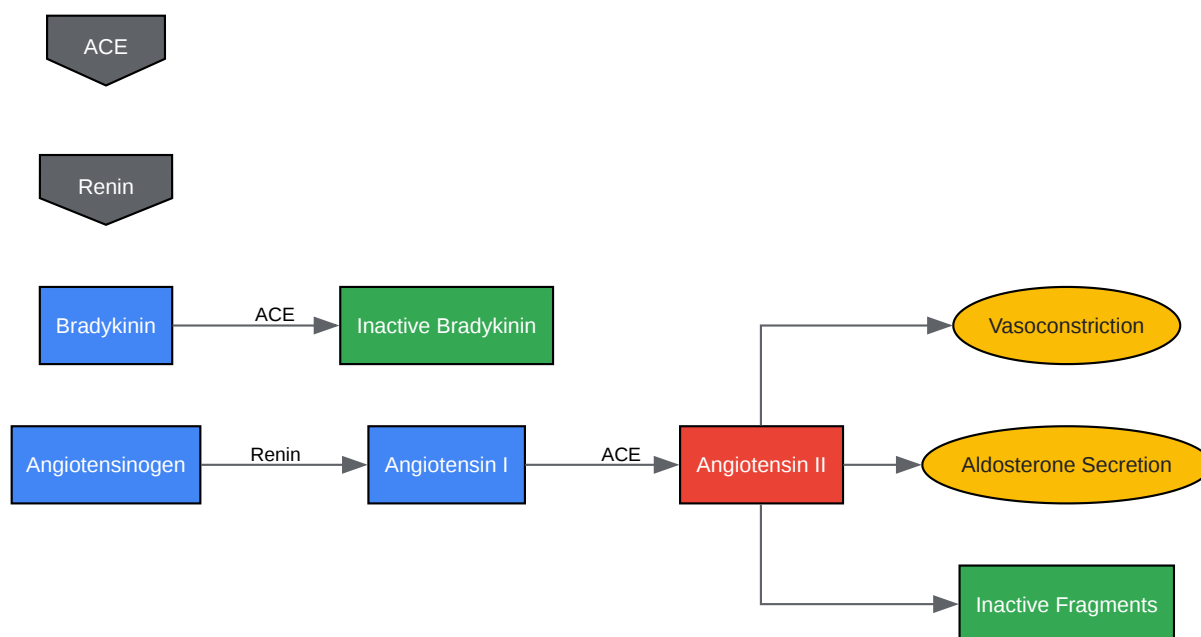 ACE
Renin
Bradykinin
ACE
Inactive Bradykinin
Vasoconstriction
Angiotensinogen
Renin
Angiotensin I
ACE
Angiotensin II
Aldosterone Secretion
Inactive Fragments